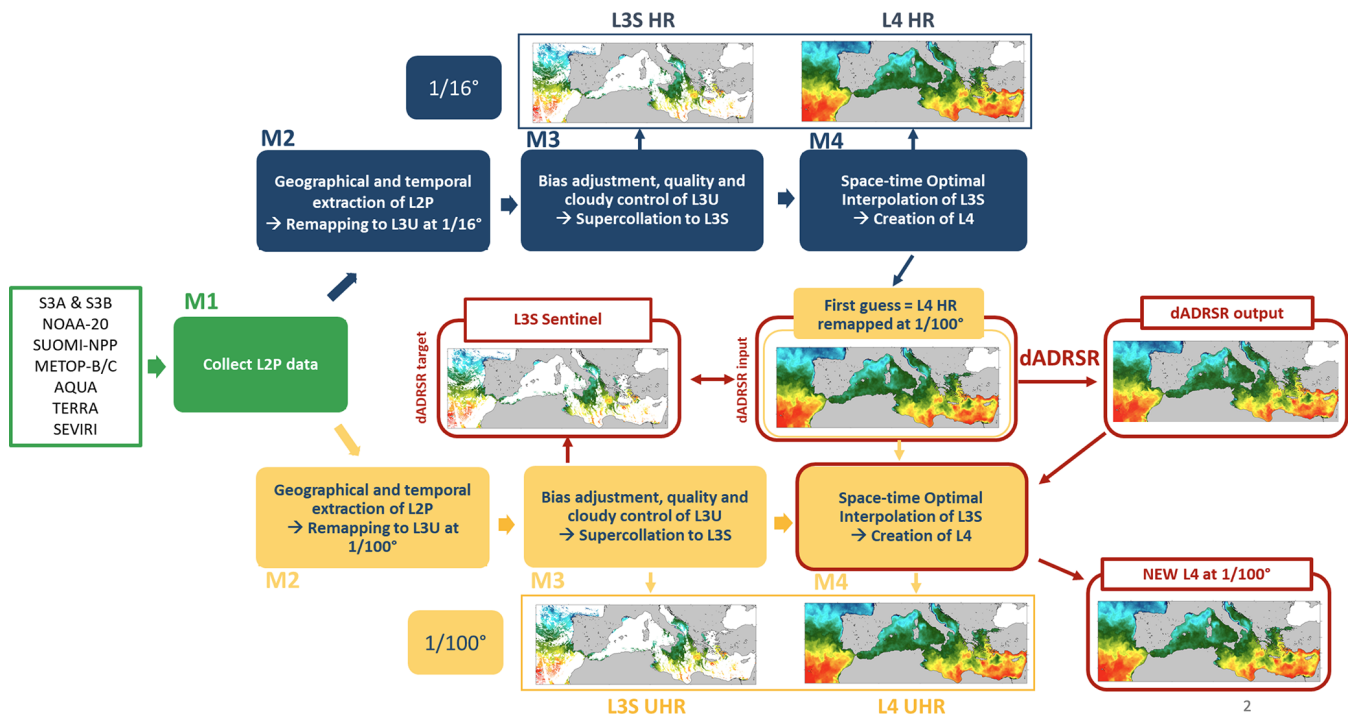 L3S HR
L4 HR
1/16°
M2
M3
M4
Geographical and temporal
extraction of L2P
→ Remapping to L3U at 1/16°
Bias adjustment, quality and
cloudy control of L3U
→ Supercollation to L3S
Space-time Optimal
Interpolation of L3S
→ Creation of L4
S3A & S3B
NOAA-20
SUOMI-NPP
METOP-B/C
AQUA
TERRA
SEVIRI
M1
Collect L2P data
L3S Sentinel
dADRSR target
First guess = L4 HR
remapped at 1/100°
dADRSR input
dADRSR
dADRSR output
Geographical and temporal
extraction of L2P
→ Remapping to L3U at
1/100°
M2
Bias adjustment, quality and
cloudy control of L3U
→ Supercollation to L3S
M3
Space-time Optimal
Interpolation of L3S
→ Creation of L4
M4
NEW L4 at 1/100°
1/100°
L3S UHR
L4 UHR
2